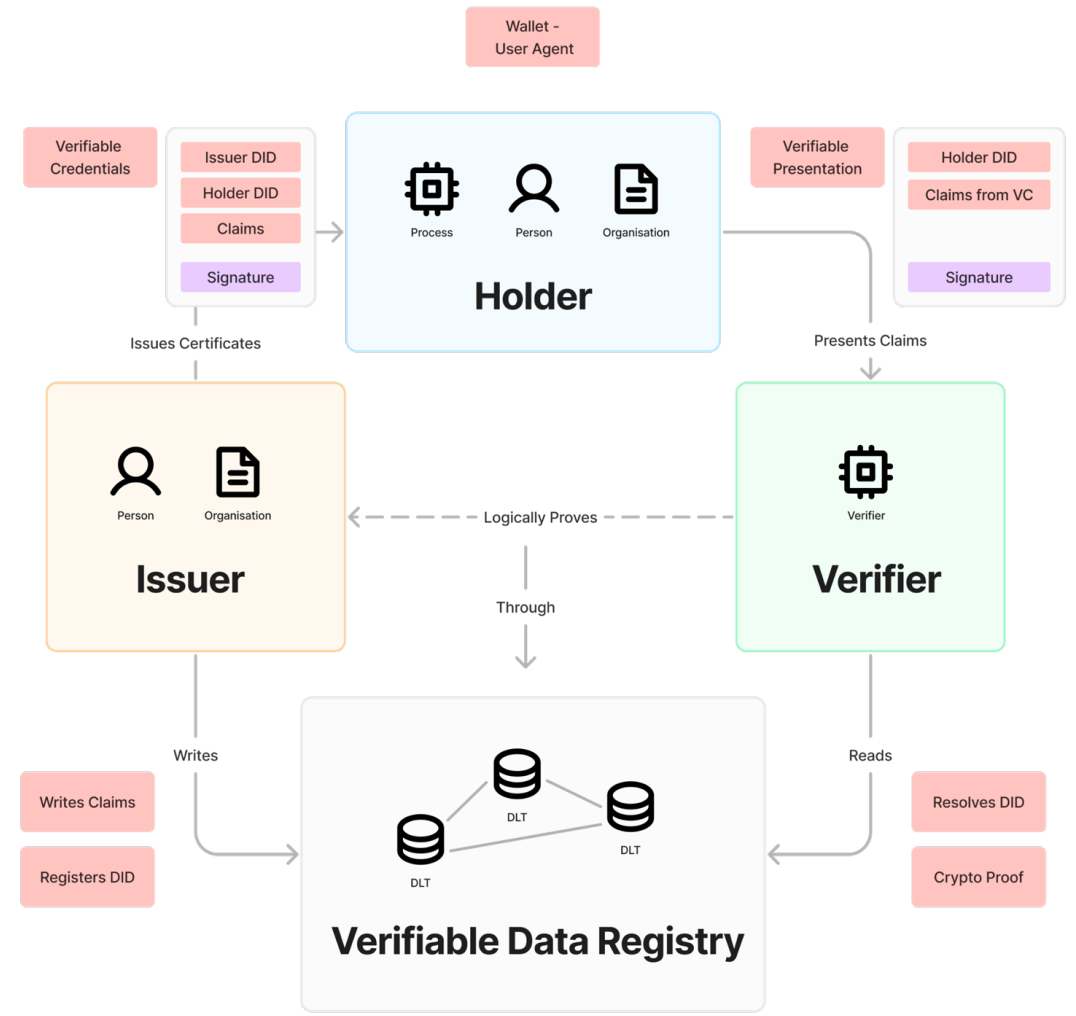 Wallet -
User Agent
Verifiable
Credentials
Issuer DID
Holder DID
Claims
Signature
Process
Person
Organisation
Holder
Verifiable
Presentation
Holder DID
Claims from VC
Signature
Issues Certificates
Presents Claims
Person
Organisation
Issuer
Logically Proves
Through
Verifier
Verifier
Writes
Reads
Writes Claims
Registers DID
DLT
DLT
DLT
Verifiable Data Registry
Resolves DID
Crypto Proof